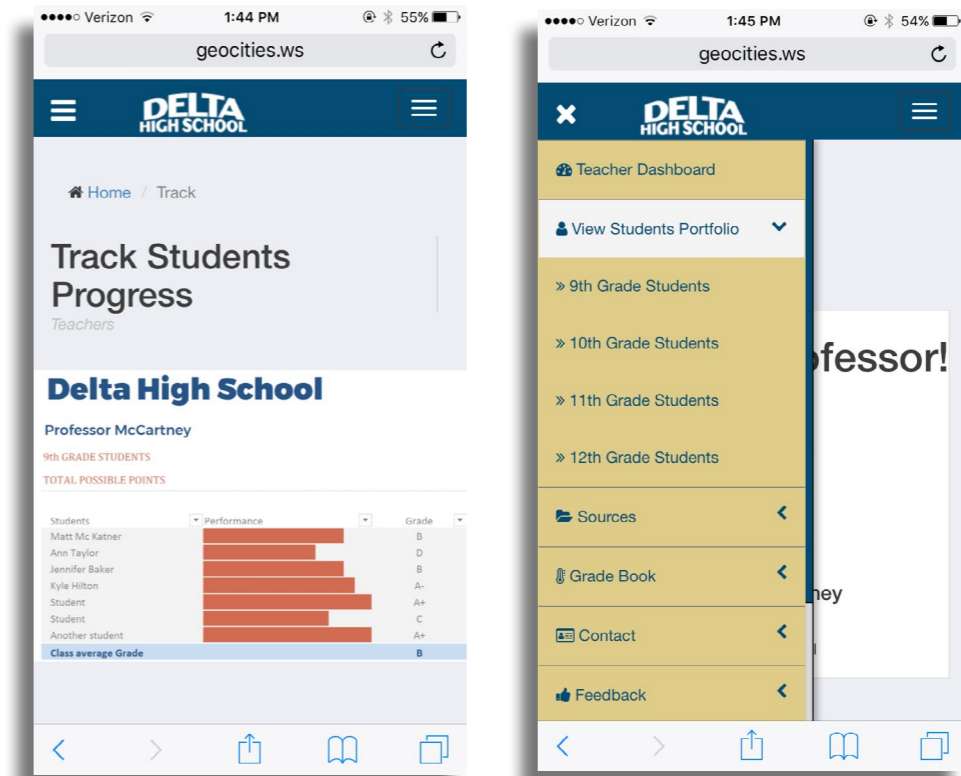 Verizon 1:44 PM 55%
geocities.ws
DELTA
HIGH SCHOOL
Home / Track
Track Students
Progress
Teachers
Delta High School
Professor McCartney
9th GRADE STUDENTS
TOTAL POSSIBLE POINTS
Students Performance Grade
Matt Mc Katner B
Ann Taylor D
Jennifer Baker B
Kyle Hilton A-
Student A+
Student C
Another student A+
Class average Grade B
Verizon 1:45 PM 54%
geocities.ws
DELTA
HIGH SCHOOL
Teacher Dashboard
View Students Portfolio
» 9th Grade Students
» 10th Grade Students
» 11th Grade Students
» 12th Grade Students
Sources
Grade Book
Contact
Feedback
ofessor!
ney